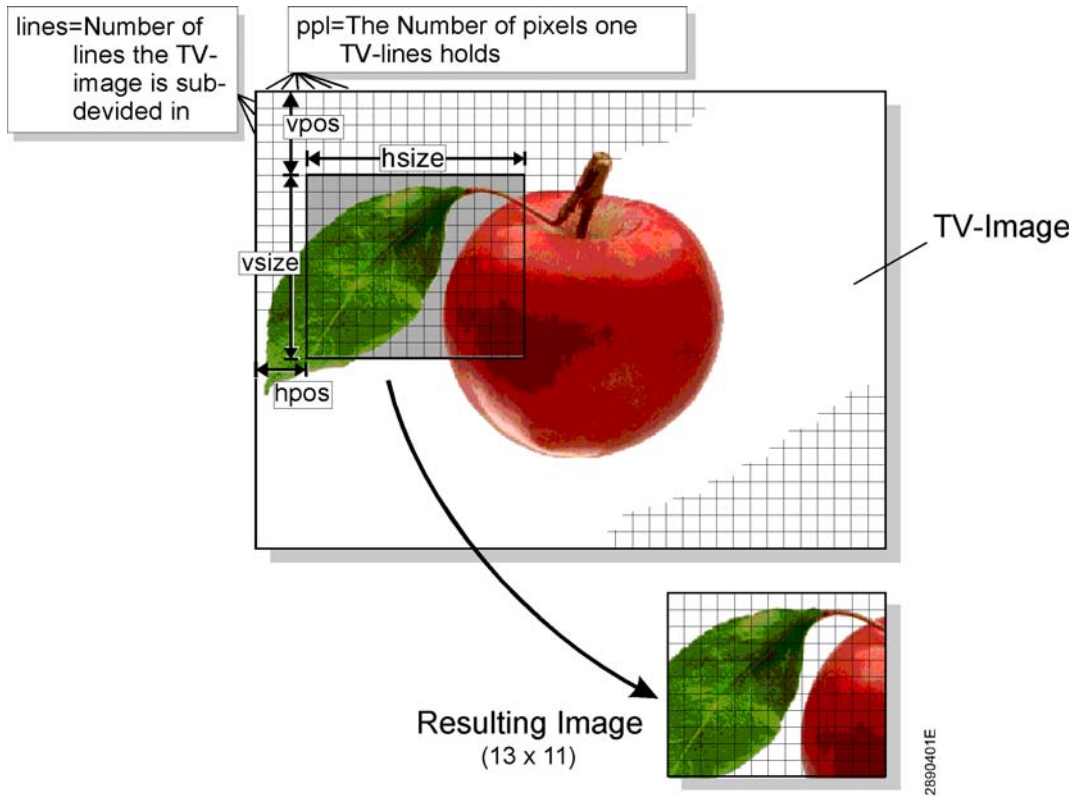 lines=Number of
lines the TV-
image is sub-
devided in
ppl=The Number of pixels one
TV-lines holds
vpos
hsize
vsize
hpos
TV-Image
Resulting Image
(13 x 11)
2890401E